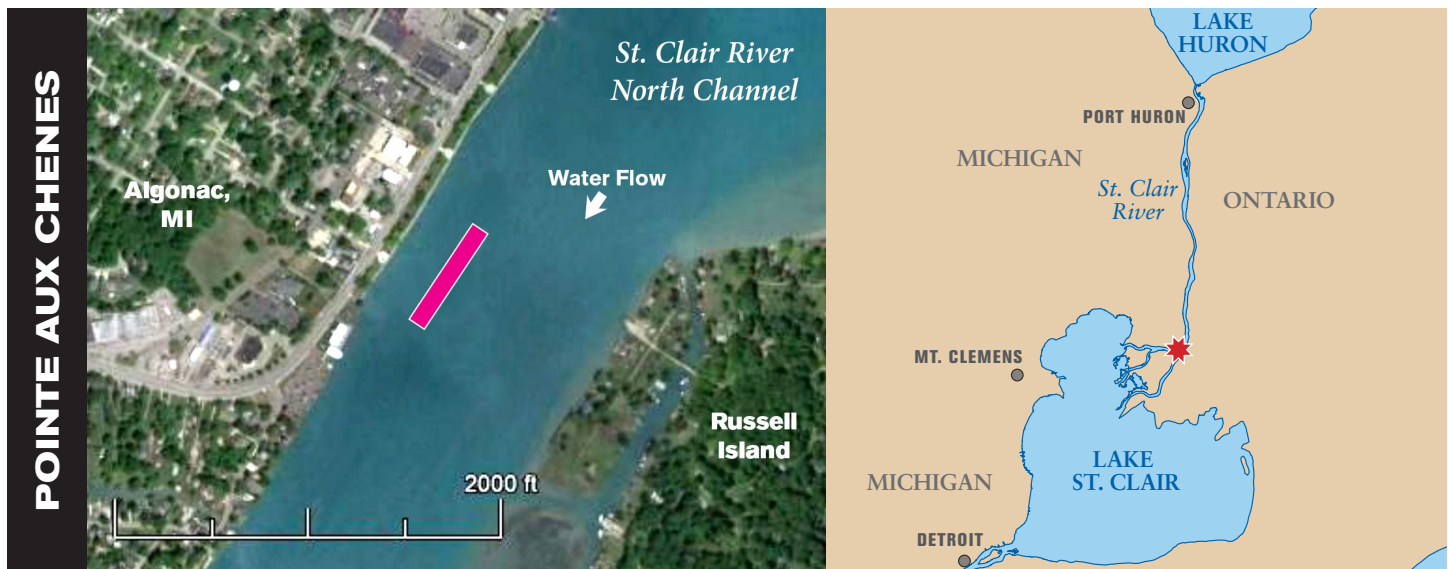 POINTE AUX CHENES
St. Clair River
North Channel
Water Flow
Algonac,
MI
Russell
Island
2000 ft
LAKE
HURON
PORT HURON
MICHIGAN
St. Clair
River
ONTARIO
MT. CLEMENS
MICHIGAN
LAKE
ST. CLAIR
DETROIT